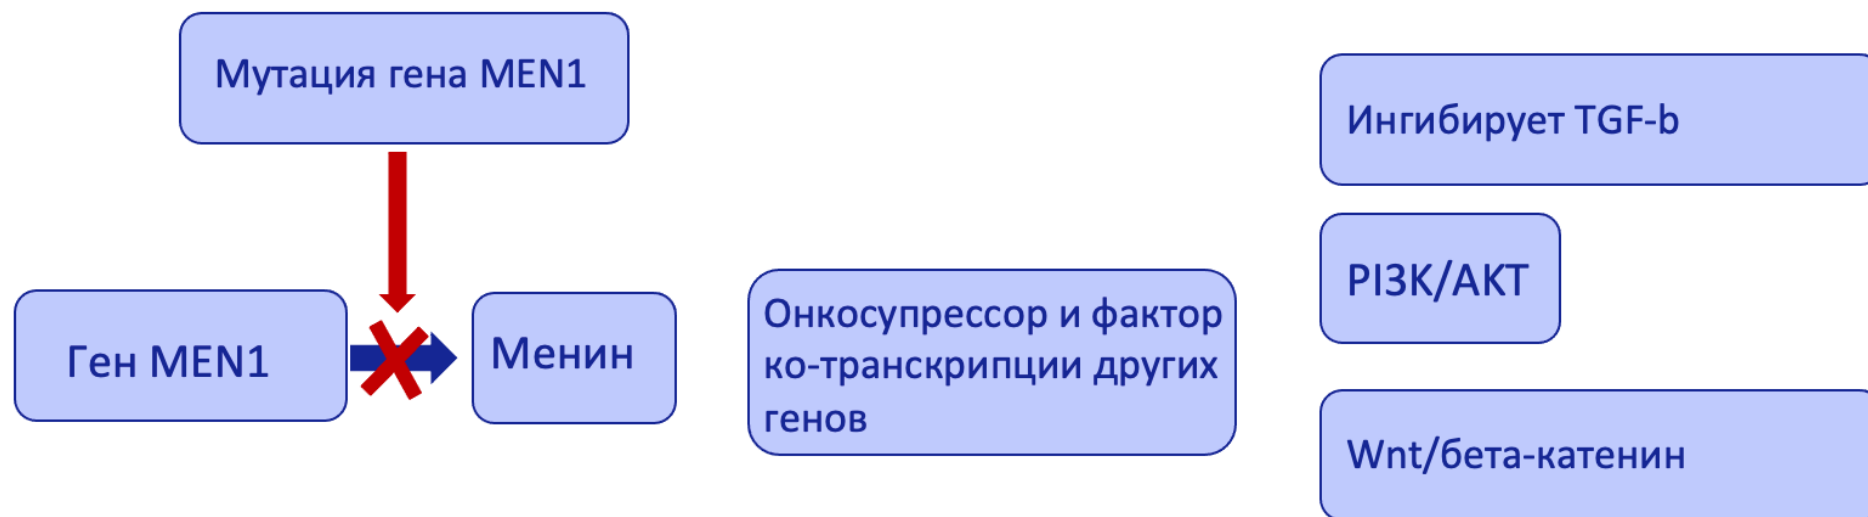 Мутация гена MEN1
Ген MEN1
Менин
Онкосупрессор и фактор
ко-транскрипции других
генов
Ингибирует TGF-b
PI3K/AKT
Wnt/бета-катенин